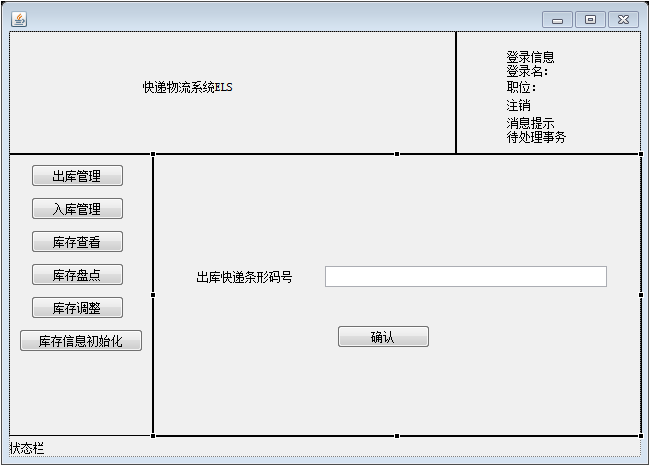 快递物流系统ELS
登录信息
登录名：
职位：
注销
消息提示
待处理事务
出库管理
入库管理
库存查看
库存盘点
库存调整
库存信息初始化
出库快递条形码号
确认
状态栏